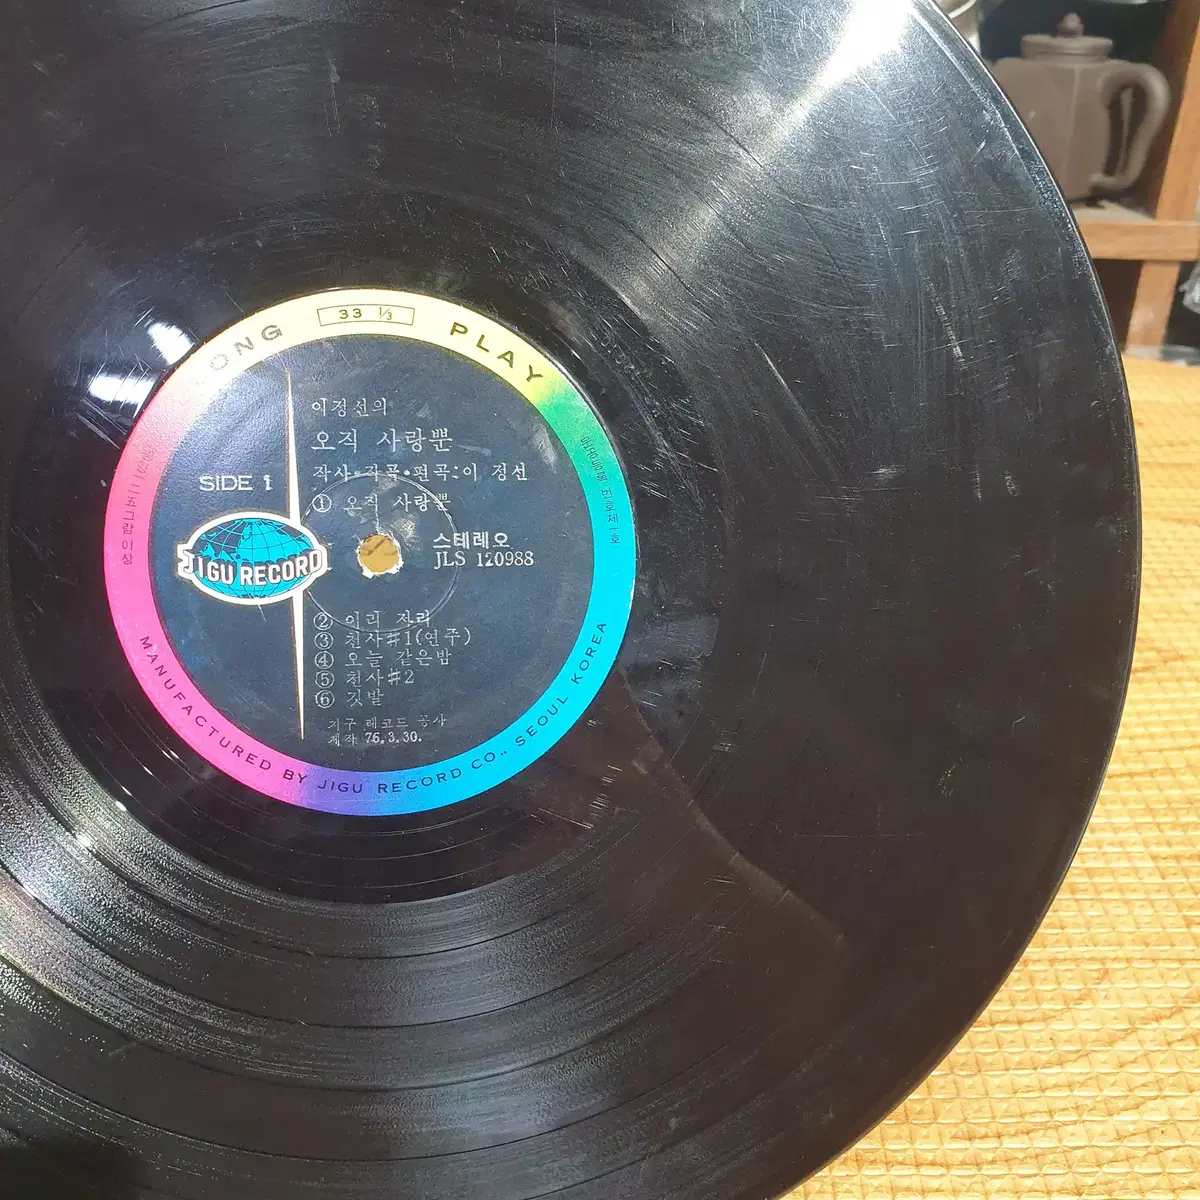 LONG PLAY
33 1/3
이정선의
오직 사랑뿐
작사•작곡•편곡:이 정선
SIDE 1
① 오직 사랑뿐
스테레오
JLS 120988
JIGU RECORD
② 이리 자리
③ 천사#1(연주)
④ 오늘 같은밤
⑤ 천사#2
⑥ 깃발
지구 레코드 공사
제작 75.3.30.
MANUFACTURED BY JIGU RECORD CO., SEOUL KOREA